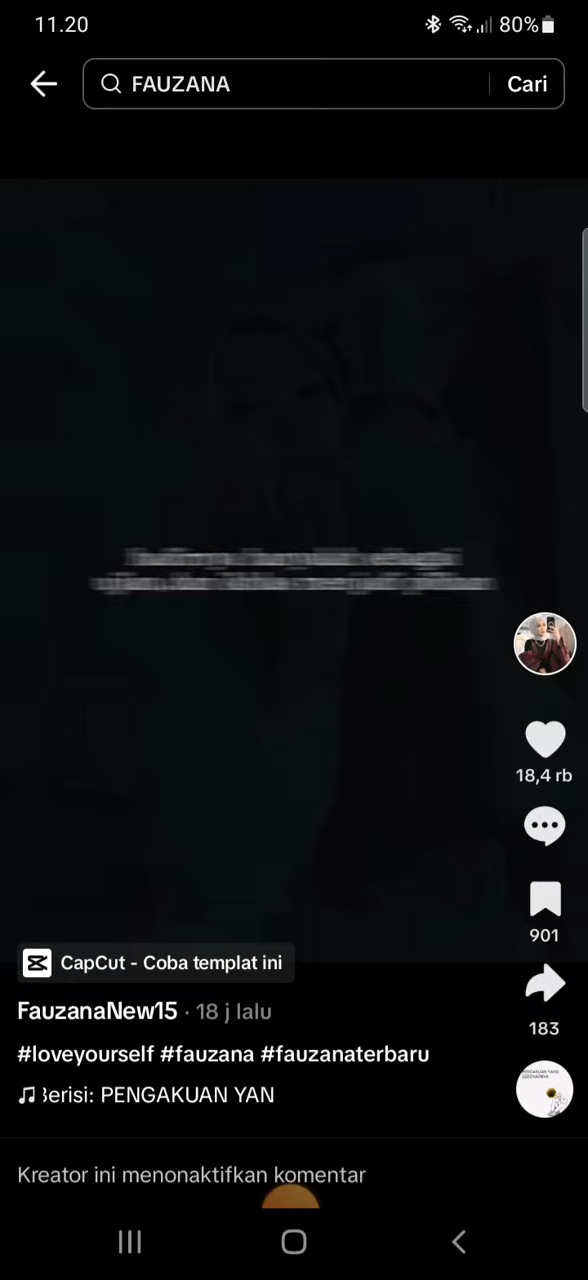 11.20
80%
FAUZANA
Cari
18,4 rb
901
183
CapCut - Coba templat ini
FauzanaNew15 · 18 j lalu
#loveyourself #fauzana #fauzanaterbaru
Berisi: PENGAKUAN YAN
Kreator ini menonaktifkan komentar